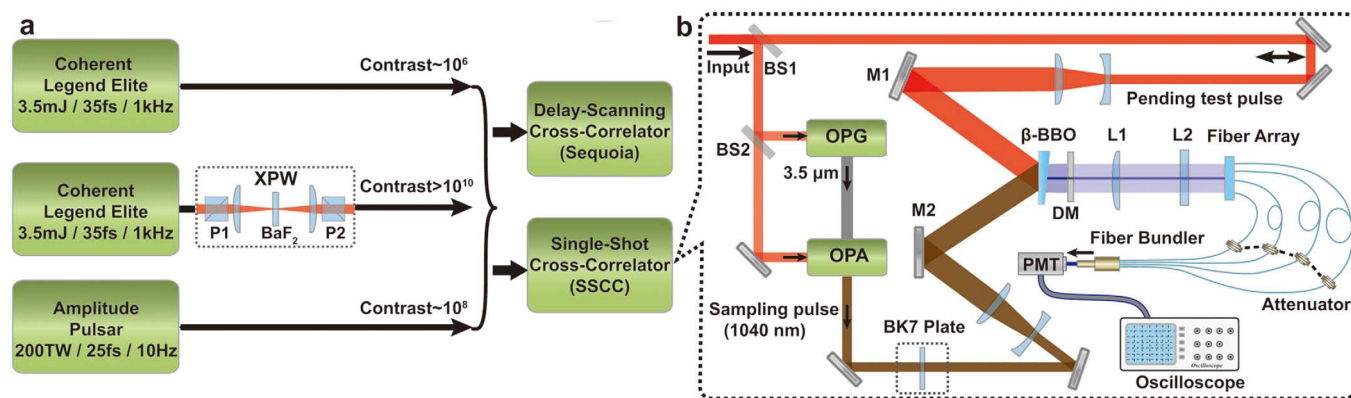 a
Coherent
Legend Elite
3.5mJ / 35fs / 1kHz
Contrast~10⁶
Coherent
Legend Elite
3.5mJ / 35fs / 1kHz
XPW
P1
BaF₂
P2
Contrast>10¹⁰
Amplitude
Pulsar
200TW / 25fs / 10Hz
Contrast~10⁸
Delay-Scanning
Cross-Correlator
(Sequoia)
Single-Shot
Cross-Correlator
(SSCC)
b
Input
BS1
BS2
OPG
3.5 μm
OPA
Sampling pulse
(1040 nm)
M1
Pending test pulse
β-BBO
L1
L2
Fiber Array
DM
M2
BK7 Plate
Fiber Bundler
PMT
Attenuator
Oscilloscope
Oscilloscope